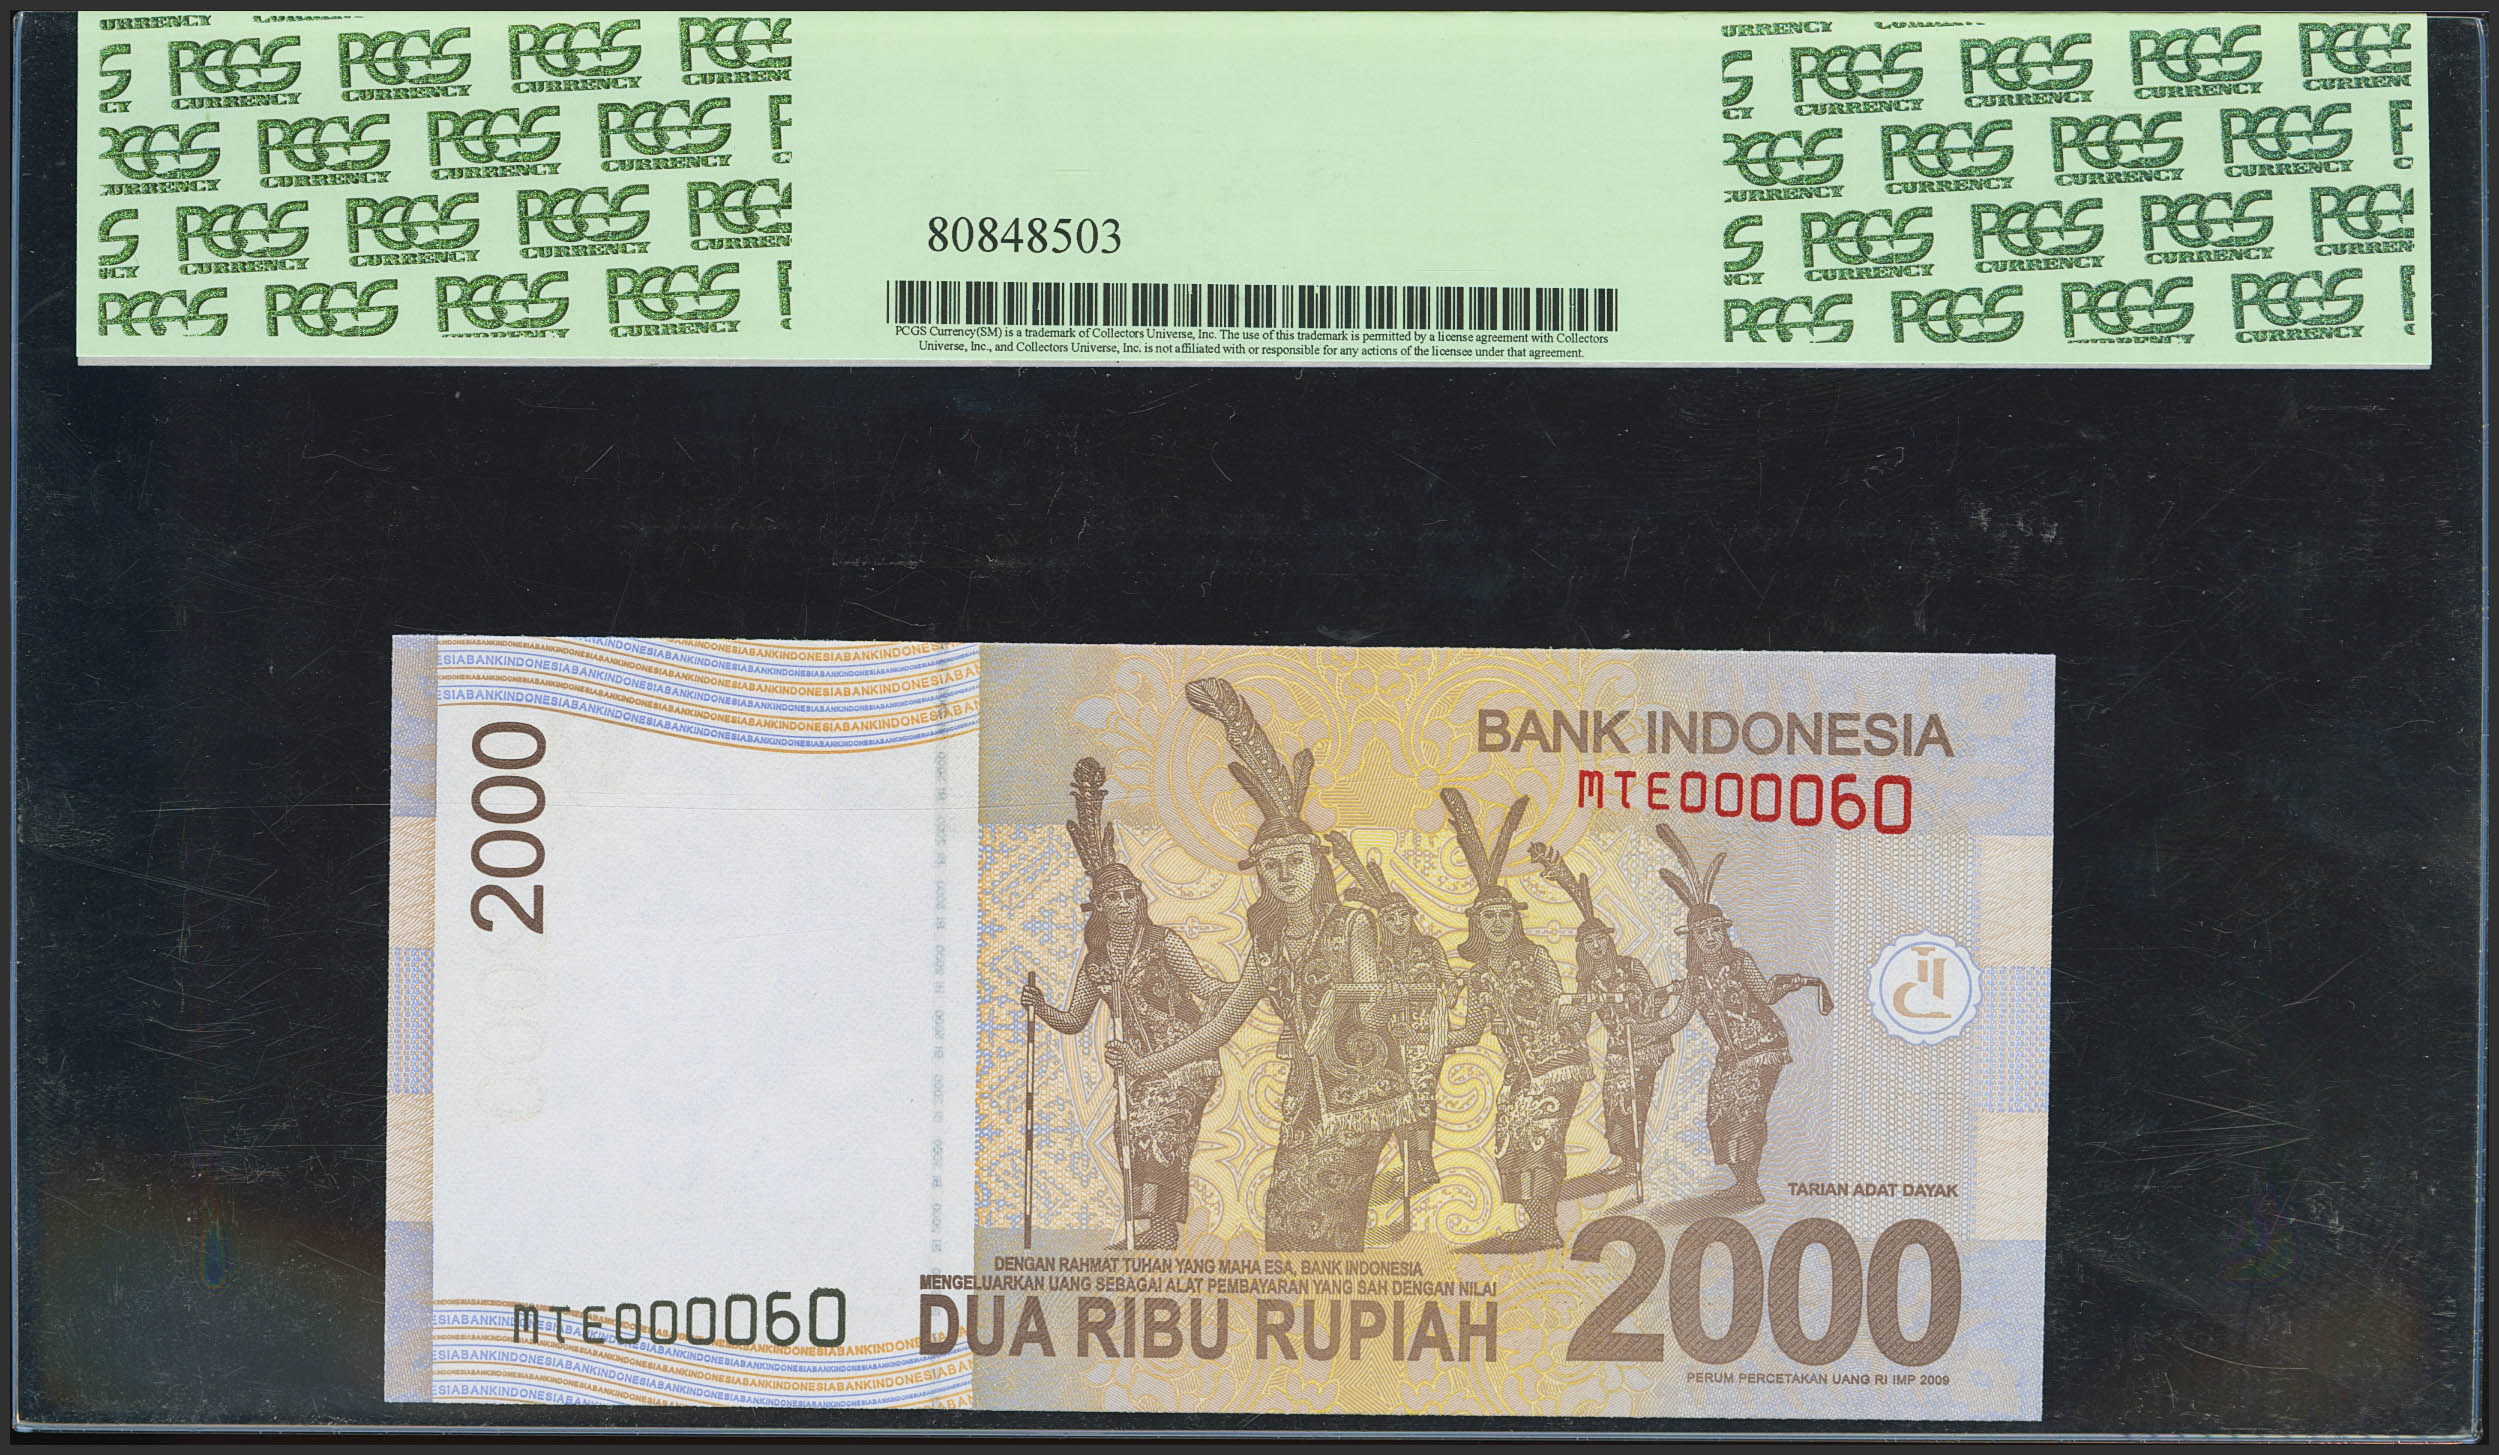 PCGS CURRENCY
80848503
PCGS Currency(SM) is a trademark of Collectors Universe, Inc. The use of this trademark is permitted by a license agreement with Collectors
Universe, Inc., and Collectors Universe, Inc. is not affiliated with or responsible for any actions of the licensee under that agreement.
ESIABANKINDONESIABANKINDONESIABANKINDONESIABANKINDONESIA
2000
BANK INDONESIA
MTE000060
TARIAN ADAT DAYAK
2000
DENGAN RAHMAT TUHAN YANG MAHA ESA, BANK INDONESIA
MENGELUARKAN UANG SEBAGAI ALAT PEMBAYARAN YANG SAH DENGAN NILAI
DUA RIBU RUPIAH
MTE000060
PERUM PERCETAKAN UANG RI IMP 2009